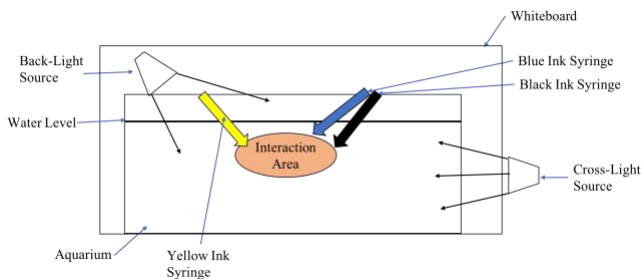 Whiteboard
Back-Light
Source
Blue Ink Syringe
Black Ink Syringe
Water Level
Interaction
Area
Cross-Light
Source
Aquarium
Yellow Ink
Syringe